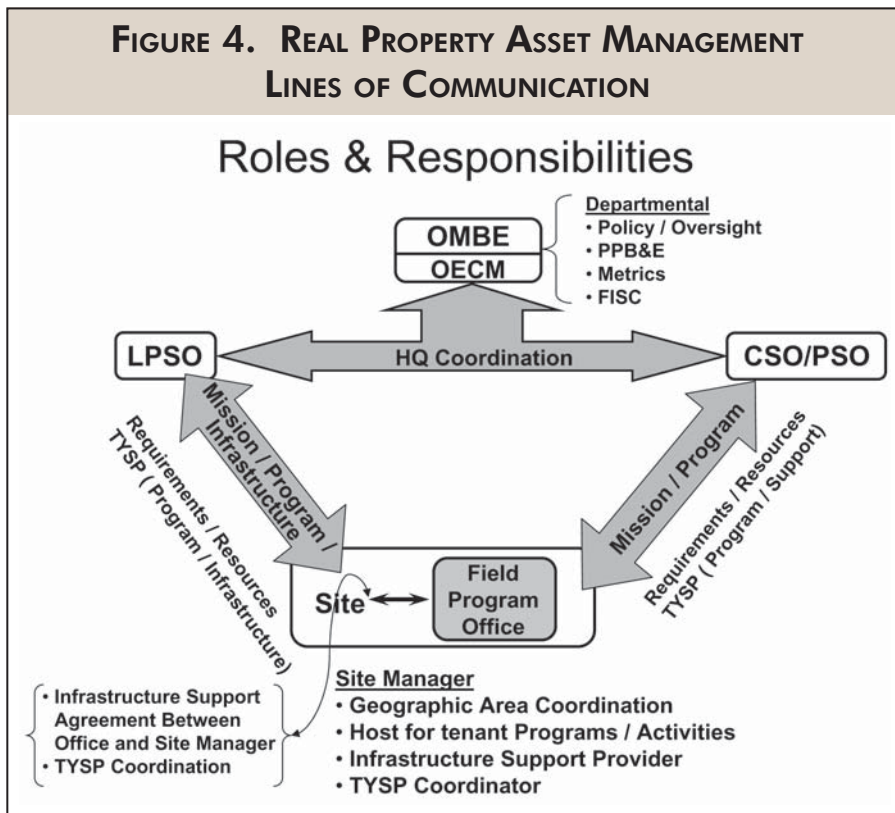 FIGURE 4. REAL PROPERTY ASSET MANAGEMENT
LINES OF COMMUNICATION
Roles & Responsibilities
OMBE
OECM
Departmental
• Policy / Oversight
• PPB&E
• Metrics
• FISC
LPSO
HQ Coordination
CSO/PSO
Mission / Program /
Infrastructure
Requirements / Resources
TYSP ( Program / Infrastructure)
Mission / Program
Requirements / Resources
TYSP ( Program / Support)
Site
Field
Program
Office
• Infrastructure Support
Agreement Between
Office and Site Manager
• TYSP Coordination
Site Manager
• Geographic Area Coordination
• Host for tenant Programs / Activities
• Infrastructure Support Provider
• TYSP Coordinator